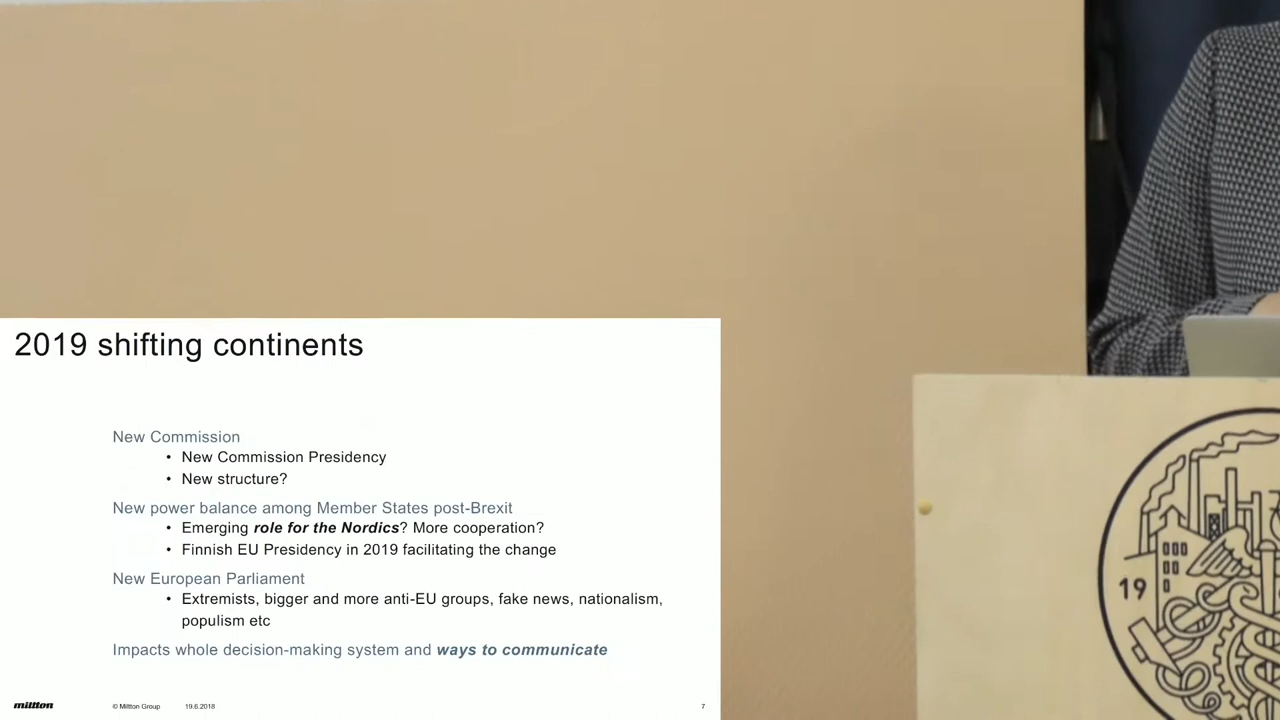 2019 shifting continents
New Commission
• New Commission Presidency
• New structure?
New power balance among Member States post-Brexit
• Emerging role for the Nordics? More cooperation?
• Finnish EU Presidency in 2019 facilitating the change
New European Parliament
• Extremists, bigger and more anti-EU groups, fake news, nationalism,
populism etc
Impacts whole decision-making system and ways to communicate
miltton
© Miltton Group
19.6.2018
7
19